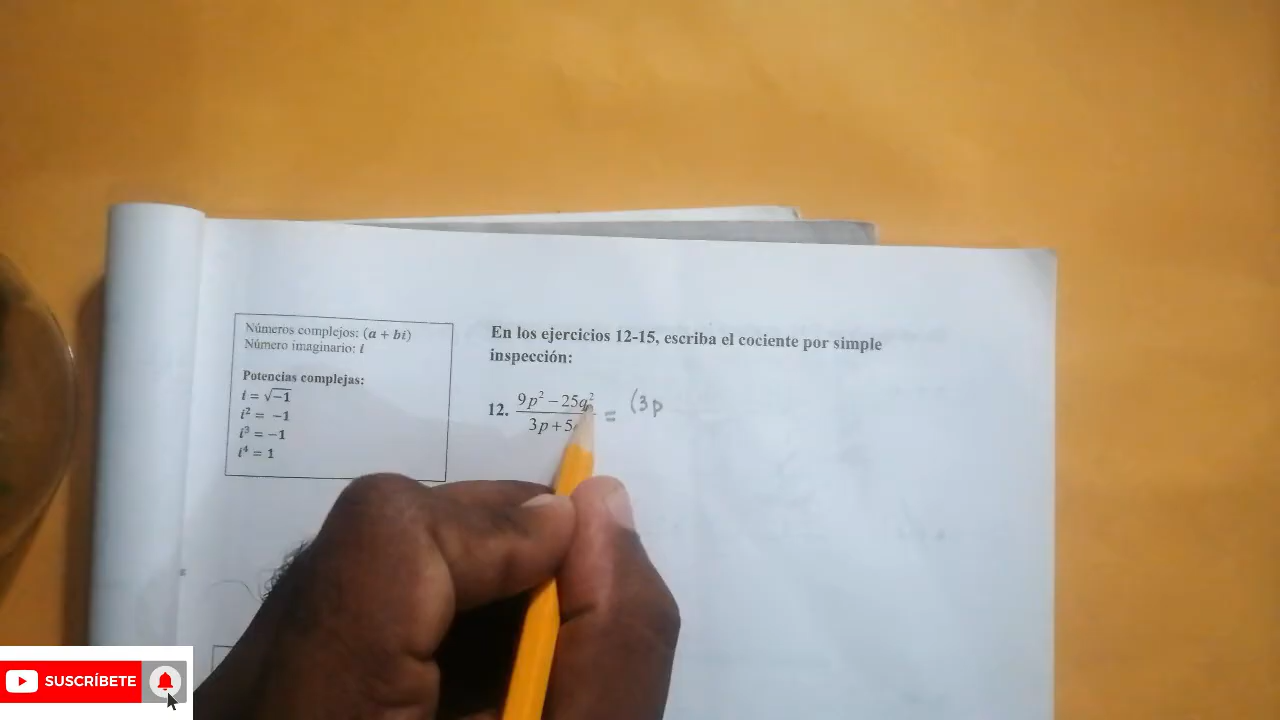 Números complejos: (a + bi)
Número imaginario: i
Potencias complejas:
i = √−1
i² = −1
i³ = −1
i⁴ = 1
En los ejercicios 12-15, escriba el cociente por simple
inspección:
12. 9p² − 25q² = (3p
3p + 5
SUSCRÍBETE